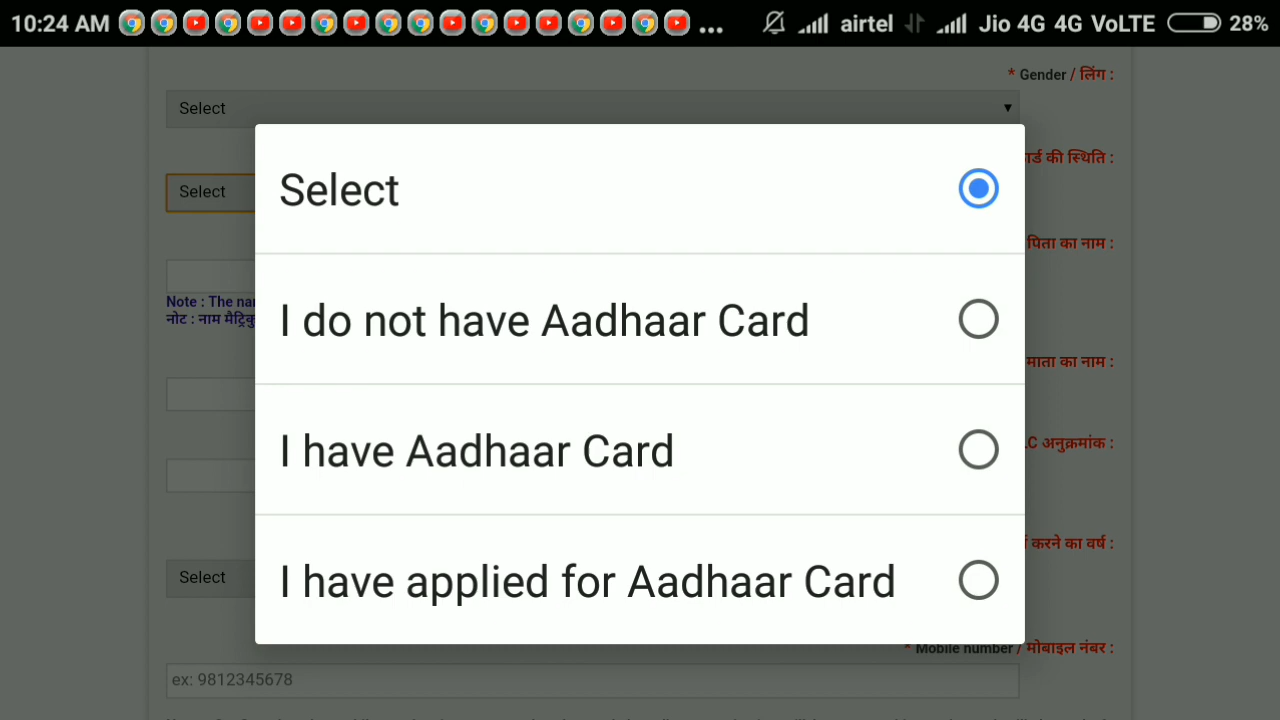 10:24 AM ... airtel Jio 4G 4G VoLTE 28%
* Gender / लिंग :
Select
की स्थिति :
Select
पिता का नाम :
Note : The
नोट : नाम
माता का नाम :
अनुक्रमांक :
करने का वर्ष :
Select
* Mobile number / मोबाइल नंबर :
ex: 9812345678
Select
I do not have Aadhaar Card
I have Aadhaar Card
I have applied for Aadhaar Card